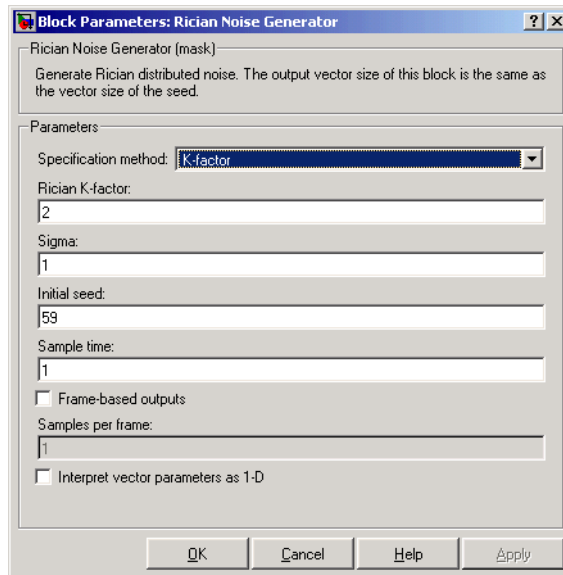 Block Parameters: Rician Noise Generator
Rician Noise Generator (mask)
Generate Rician distributed noise. The output vector size of this block is the same as
the vector size of the seed.
Parameters
Specification method: K-factor
Rician K-factor:
2
Sigma:
1
Initial seed:
59
Sample time:
1
Frame-based outputs
Samples per frame:
1
Interpret vector parameters as 1-D
OK Cancel Help Apply